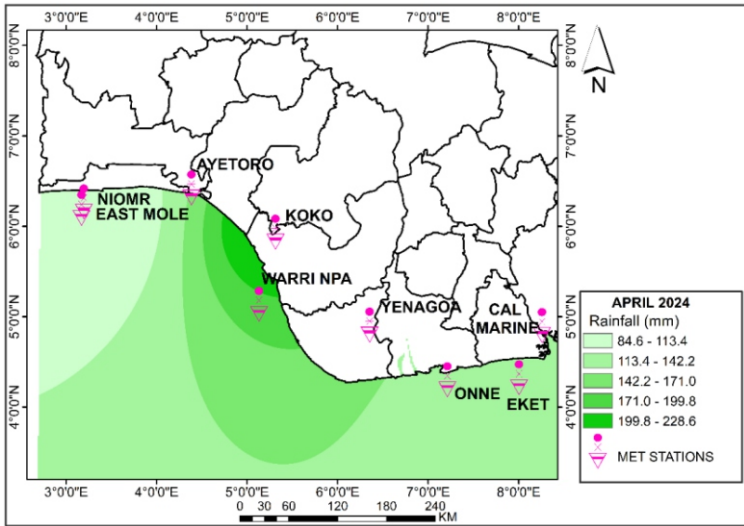 3°0'0"E 4°0'0"E 5°0'0"E 6°0'0"E 7°0'0"E 8°0'0"E
8°0'0"N
7°0'0"N
6°0'0"N
5°0'0"N
4°0'0"N
8°0'0"N
7°0'0"N
6°0'0"N
5°0'0"N
4°0'0"N
N
AYETORO
NIOMR
EAST MOLE
KOKO
WARRI NPA
YENAGOA
CAL
MARINE
ONNE
EKET
APRIL 2024
Rainfall (mm)
84.6 - 113.4
113.4 - 142.2
142.2 - 171.0
171.0 - 199.8
199.8 - 228.6
MET STATIONS
3°0'0"E 4°0'0"E 5°0'0"E 6°0'0"E 7°0'0"E 8°0'0"E
0 30 60 120 180 240
KM